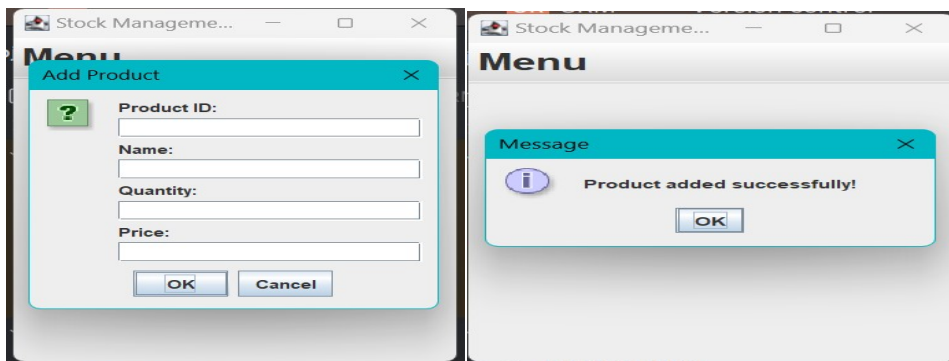 Stock Manageme...
Menu
Add Product
Product ID:
Name:
Quantity:
Price:
OK
Cancel
Stock Manageme...
Menu
Message
Product added successfully!
OK